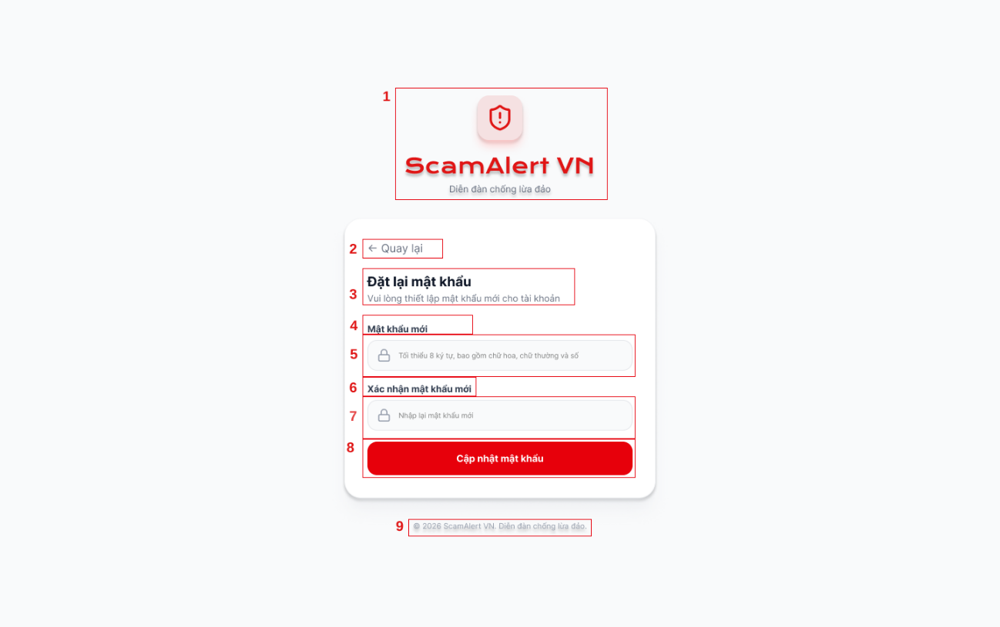 1
ScamAlert VN
Diễn đàn chống lừa đảo
2 ← Quay lại
Đặt lại mật khẩu
3 Vui lòng thiết lập mật khẩu mới cho tài khoản
4 Mật khẩu mới
5 Tối thiểu 8 ký tự, bao gồm chữ hoa, chữ thường và số
6 Xác nhận mật khẩu mới
7 Nhập lại mật khẩu mới
8 Cập nhật mật khẩu
9 © 2026 ScamAlert VN. Diễn đàn chống lừa đảo.